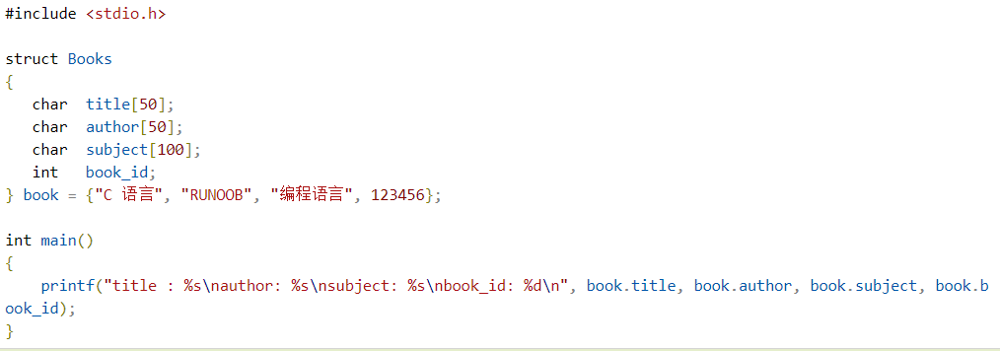 #include <stdio.h>

struct Books
{
   char  title[50];
   char  author[50];
   char  subject[100];
   int   book_id;
} book = {"C 语言", "RUNOOB", "编程语言", 123456};

int main()
{
    printf("title : %s\nauthor: %s\nsubject: %s\nbook_id: %d\n", book.title, book.author, book.subject, book.b
ook_id);
}